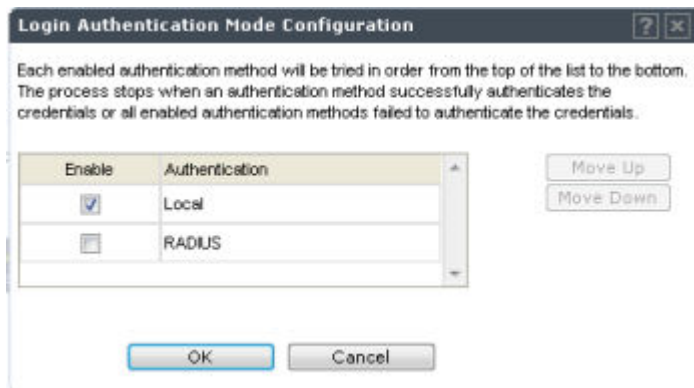 Login Authentication Mode Configuration
Each enabled authentication method will be tried in order from the top of the list to the bottom.
The process stops when an authentication method successfully authenticates the
credentials or all enabled authentication methods failed to authenticate the credentials.
Enable Authentication
Local
RADIUS
Move Up
Move Down
OK Cancel